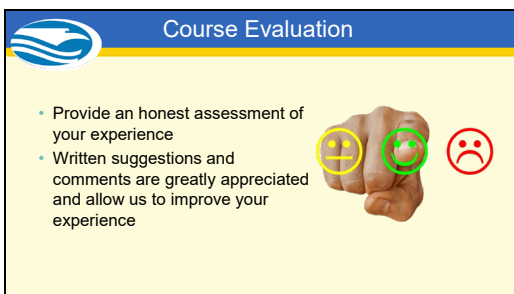 Course Evaluation
• Provide an honest assessment of
your experience
• Written suggestions and
comments are greatly appreciated
and allow us to improve your
experience